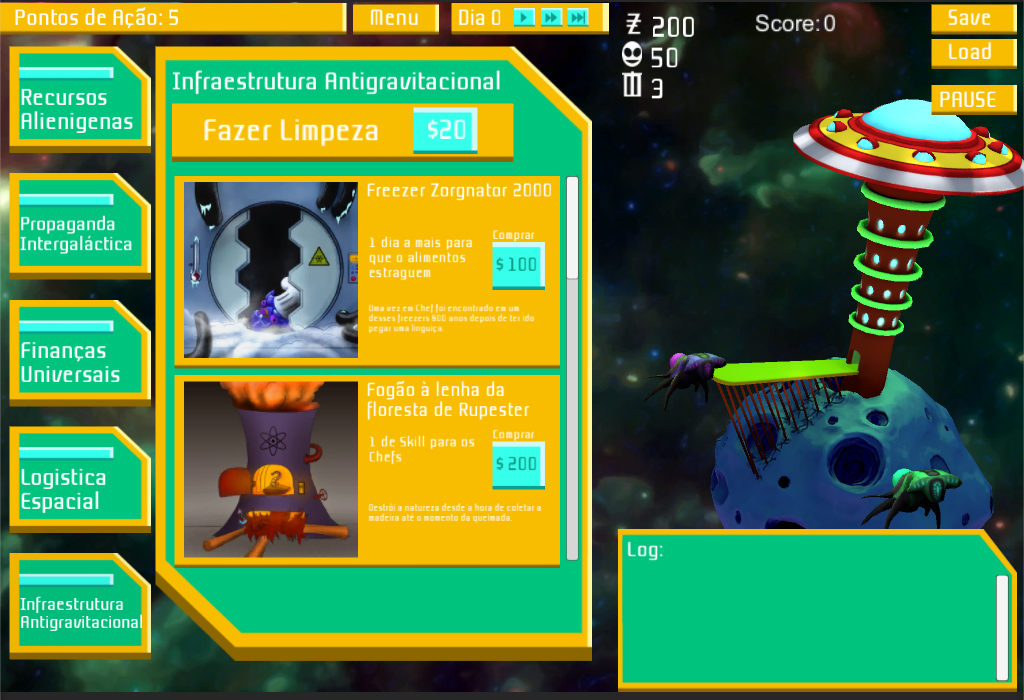 Pontos de Ação: 5
Menu
Dia 0
200
50
3
Score: 0
Save
Load
PAUSE
Recursos
Alienigenas
Propaganda
Intergaláctica
Finanças
Universais
Logistica
Espacial
Infraestrutura
Antigravitacional
Infraestrutura Antigravitacional
Fazer Limpeza
$20
Freezer Zorgnator 2000
1 dia a mais para
que o alimentos
estraguem
Comprar
$100
Uma vez em Chef foi encontrado em um
desses freezers 600 anos depois de ter ido
pegar uma linguiça.
Fogão à lenha da
floresta de Rupester
1 de Skill para os
Chefs
Comprar
$200
Destrói a natureza desde a hora de coletar a
madeira até o momento da queimada.
Log: